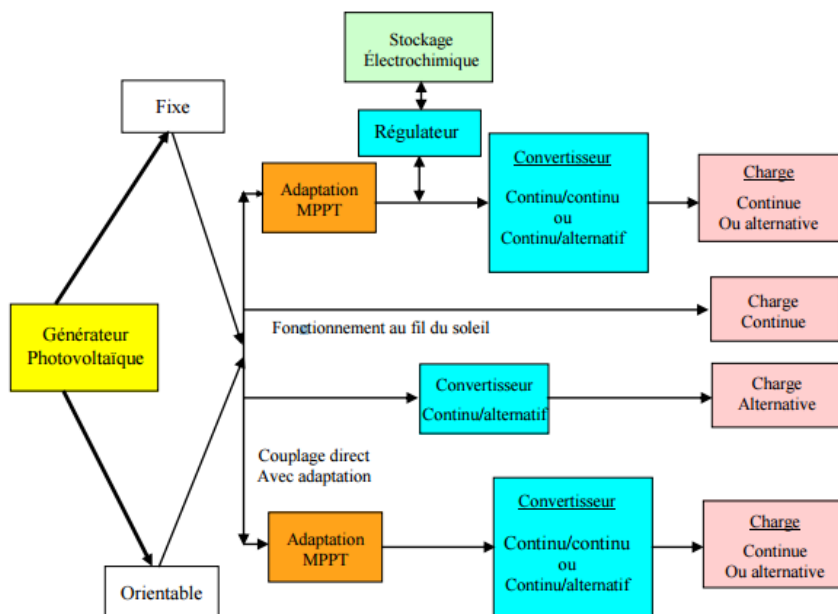 Stockage
Électrochimique
Fixe
Régulateur
Convertisseur
Continu/continu
ou
Continu/alternatif
Charge
Continue
Ou alternative
Adaptation
MPPT
Générateur
Photovoltaïque
Fonctionnement au fil du soleil
Charge
Continue
Convertisseur
Continu/alternatif
Charge
Alternative
Couplage direct
Avec adaptation
Adaptation
MPPT
Convertisseur
Continu/continu
ou
Continu/alternatif
Charge
Continue
Ou alternative
Orientable